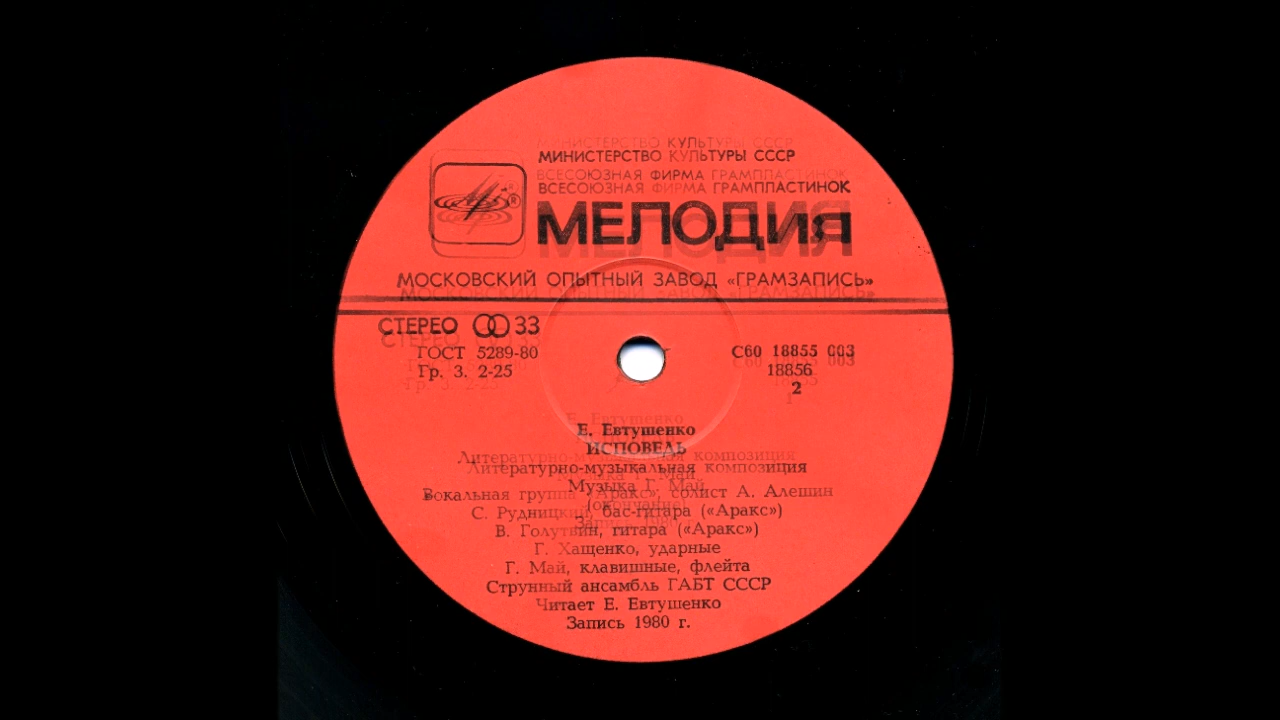 МИНИСТЕРСТВО КУЛЬТУРЫ СССР
ВСЕСОЮЗНАЯ ФИРМА ГРАМПЛАСТИНОК
МЕЛОДИЯ
®
МОСКОВСКИЙ ОПЫТНЫЙ ЗАВОД «ГРАМЗАПИСЬ»
СТЕРЕО 33
ГОСТ 5289-80
Гр. 3. 2-25
С60 18855 003
18856
2
Е. Евтушенко
ИСПОВЕДЬ
Литературно-музыкальная композиция
Музыка Г. Май
(окончание)
Вокальная группа «Аракс», солист А. Алешин
С. Рудницкий, бас-гитара («Аракс»)
В. Голутвин, гитара («Аракс»)
Г. Хащенко, ударные
Г. Май, клавишные, флейта
Струнный ансамбль ГАБТ СССР
Читает Е. Евтушенко
Запись 1980 г.